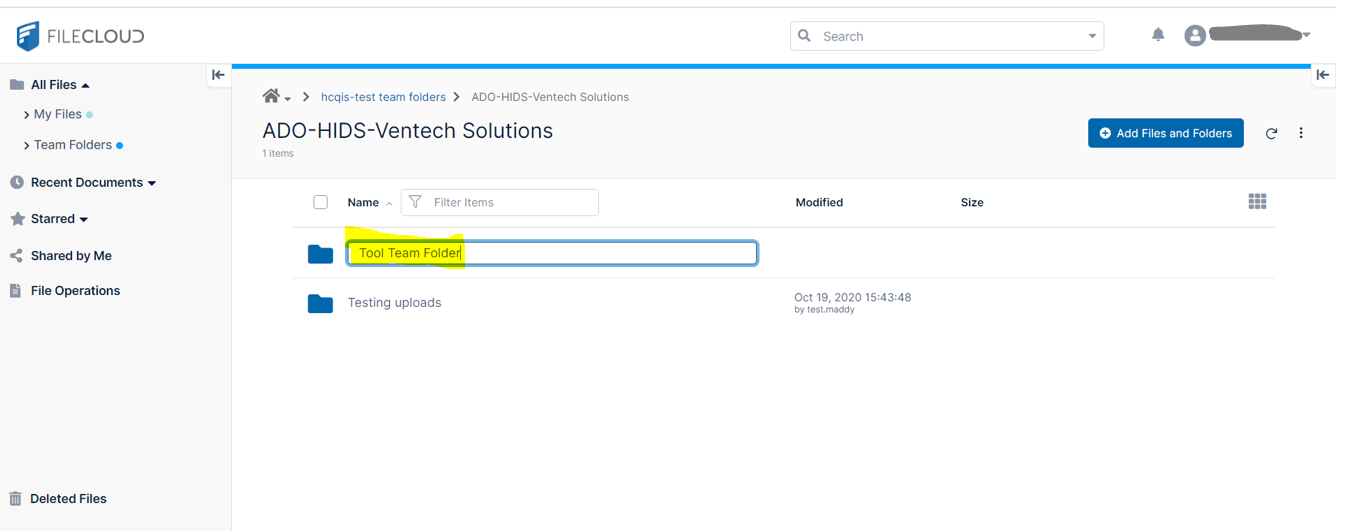 FILECLOUD
Search
All Files
My Files
Team Folders
Recent Documents
Starred
Shared by Me
File Operations
Deleted Files
hcqis-test team folders > ADO-HIDS-Ventech Solutions
ADO-HIDS-Ventech Solutions
1 items
Add Files and Folders
Name Filter Items Modified Size
Tool Team Folder
Testing uploads Oct 19, 2020 15:43:48
by test.maddy